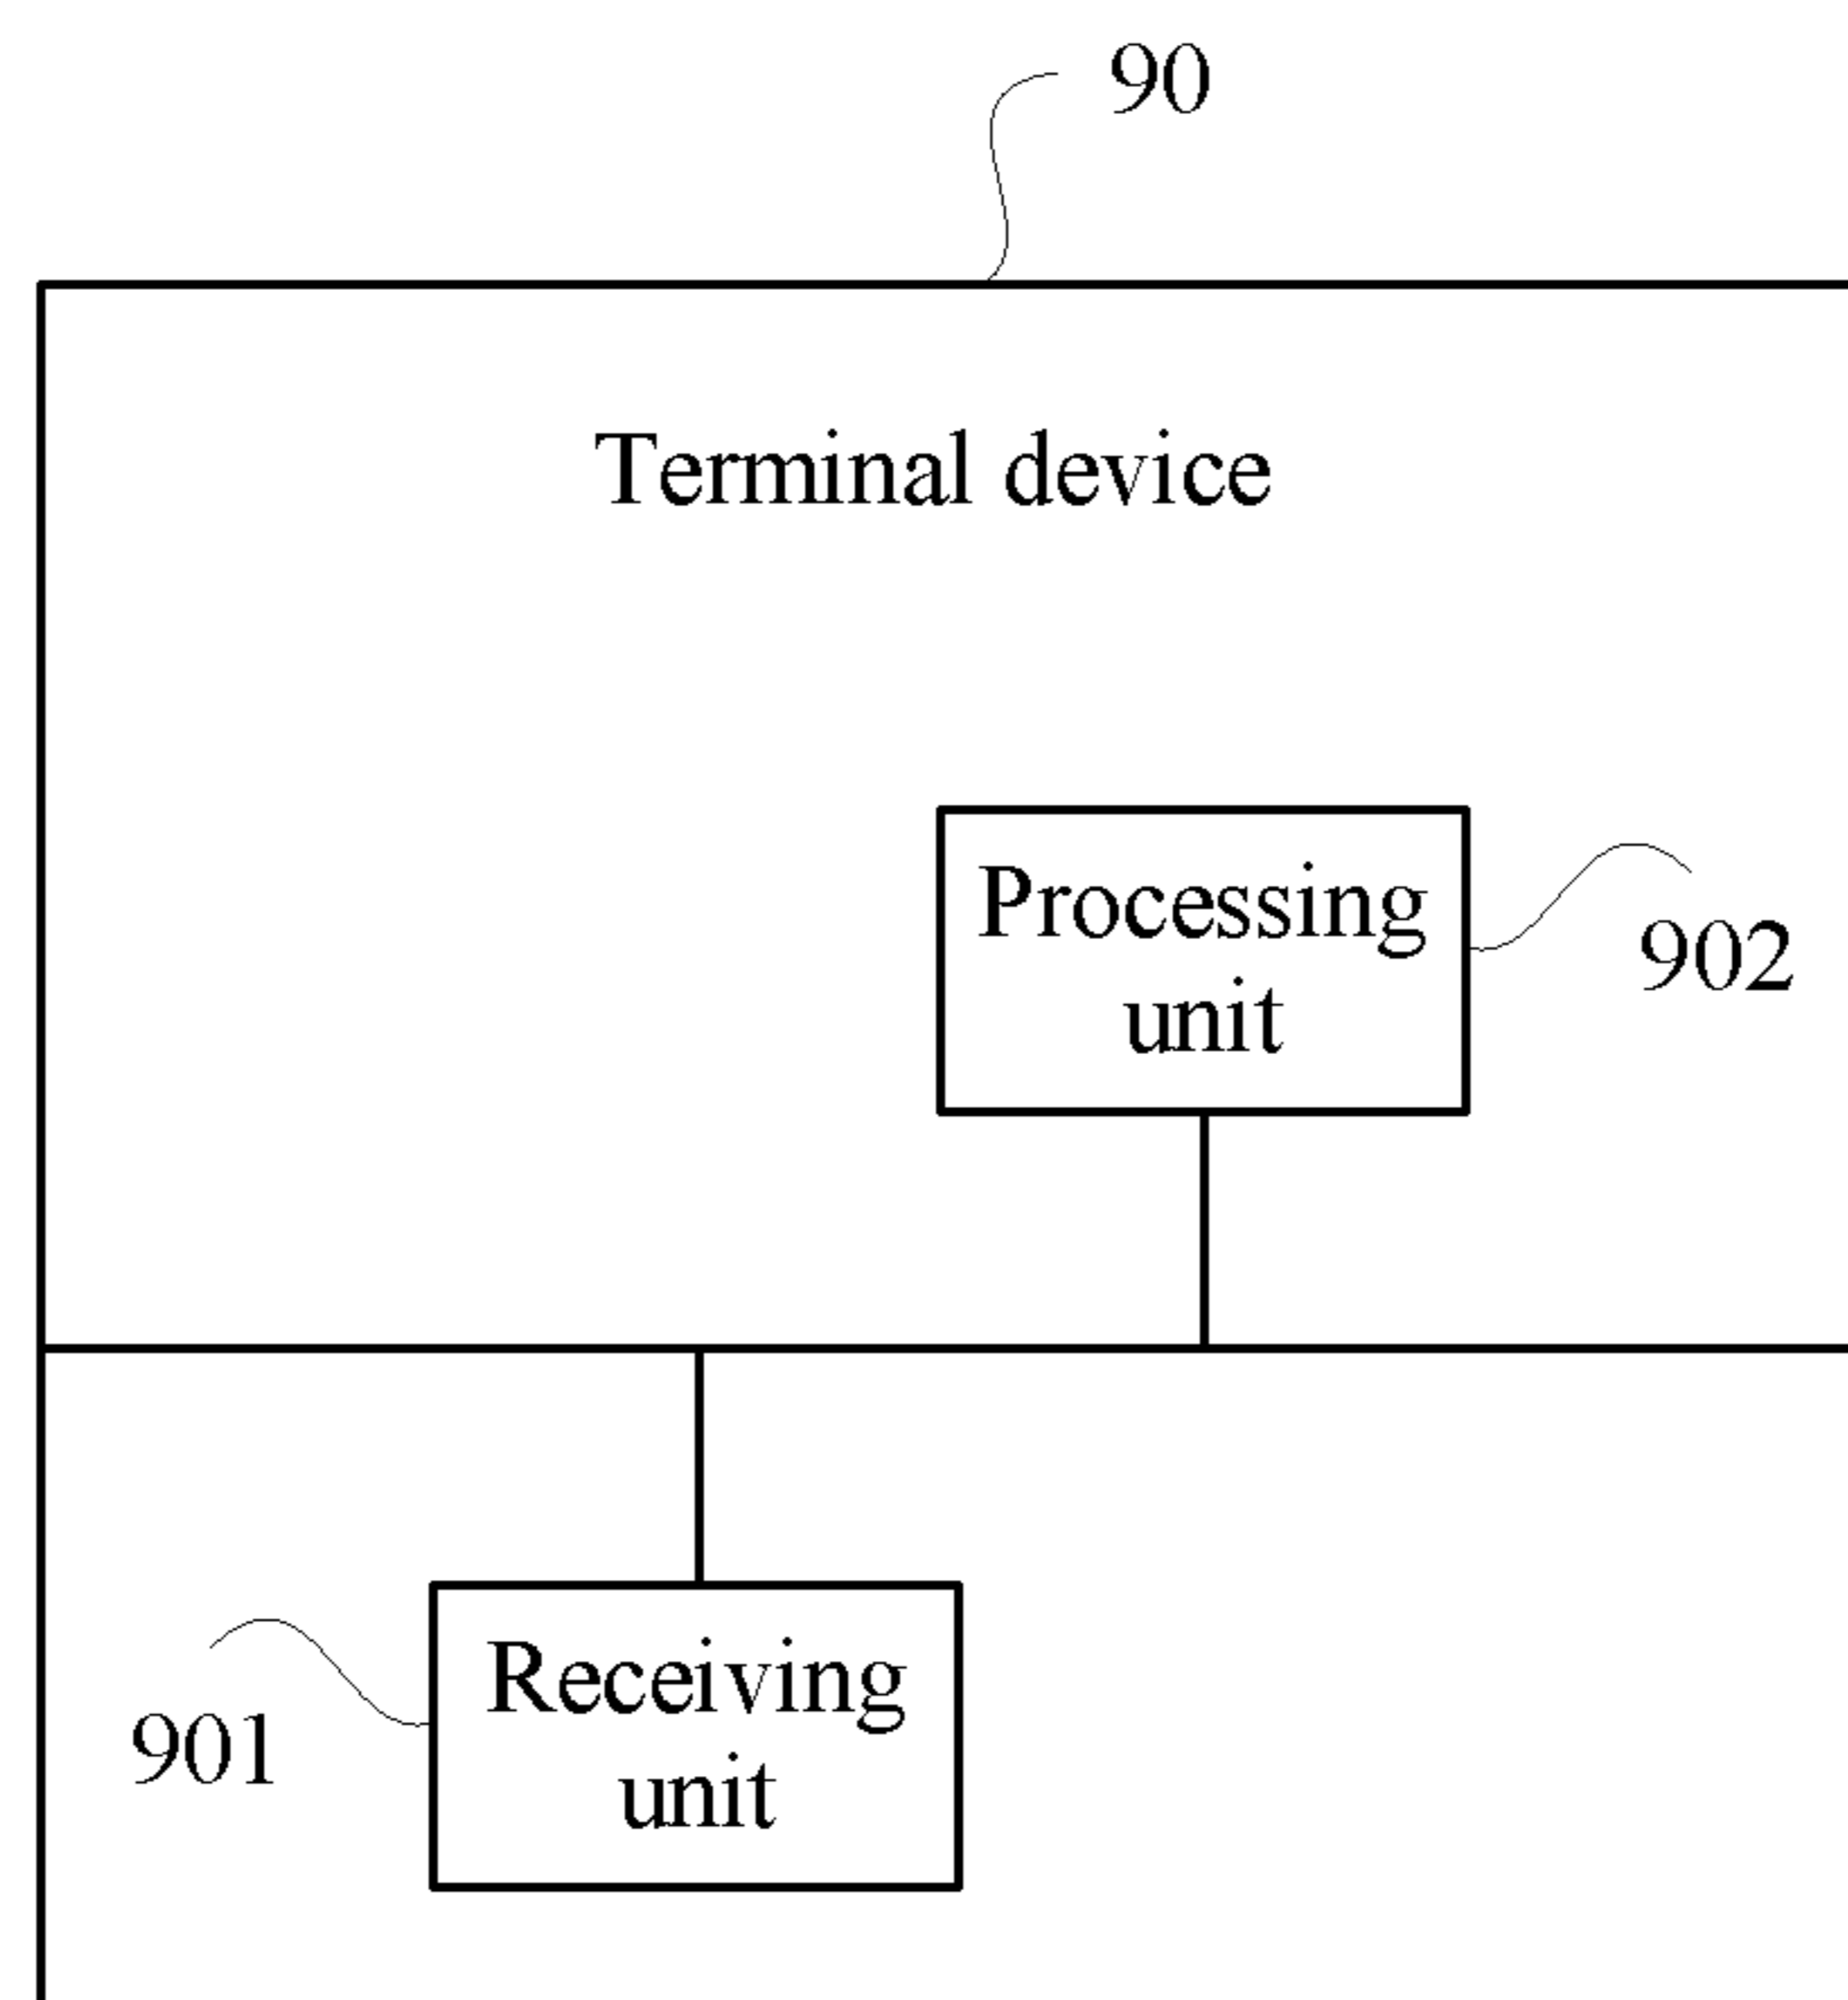 90
Terminal device
Processing
unit
902
Receiving
unit
901